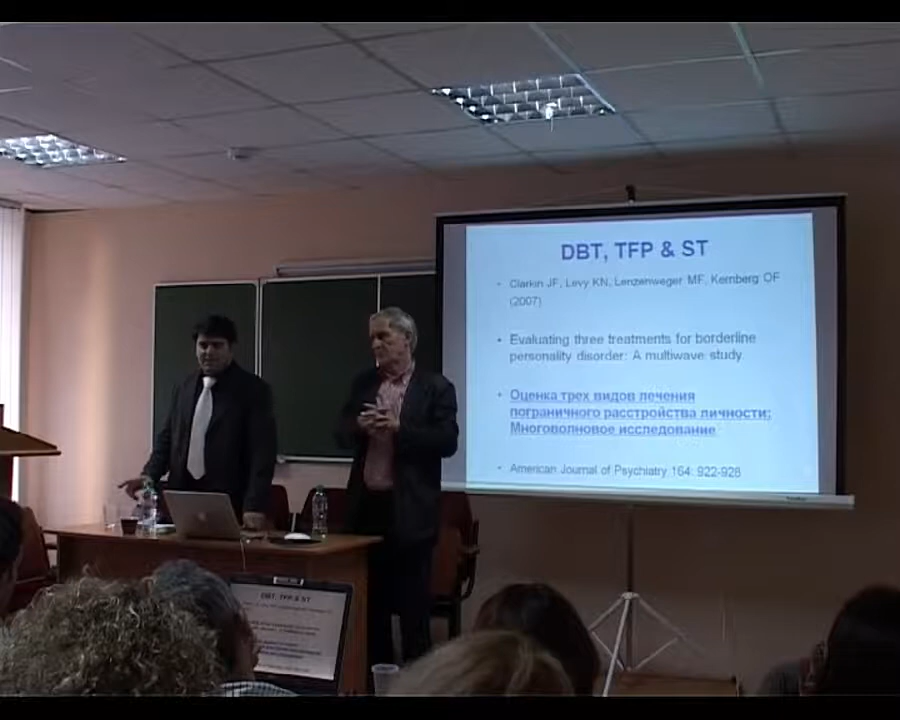 DBT, TFP & ST
• Clarkin JF, Levy KN, Lenzenweger MF, Kernberg OF
(2007)
• Evaluating three treatments for borderline
personality disorder: A multiwave study.
• Оценка трех видов лечения
пограничного расстройства личности:
Многоволновое исследование
• American Journal of Psychiatry 164: 922-928
DBT, TFP & ST